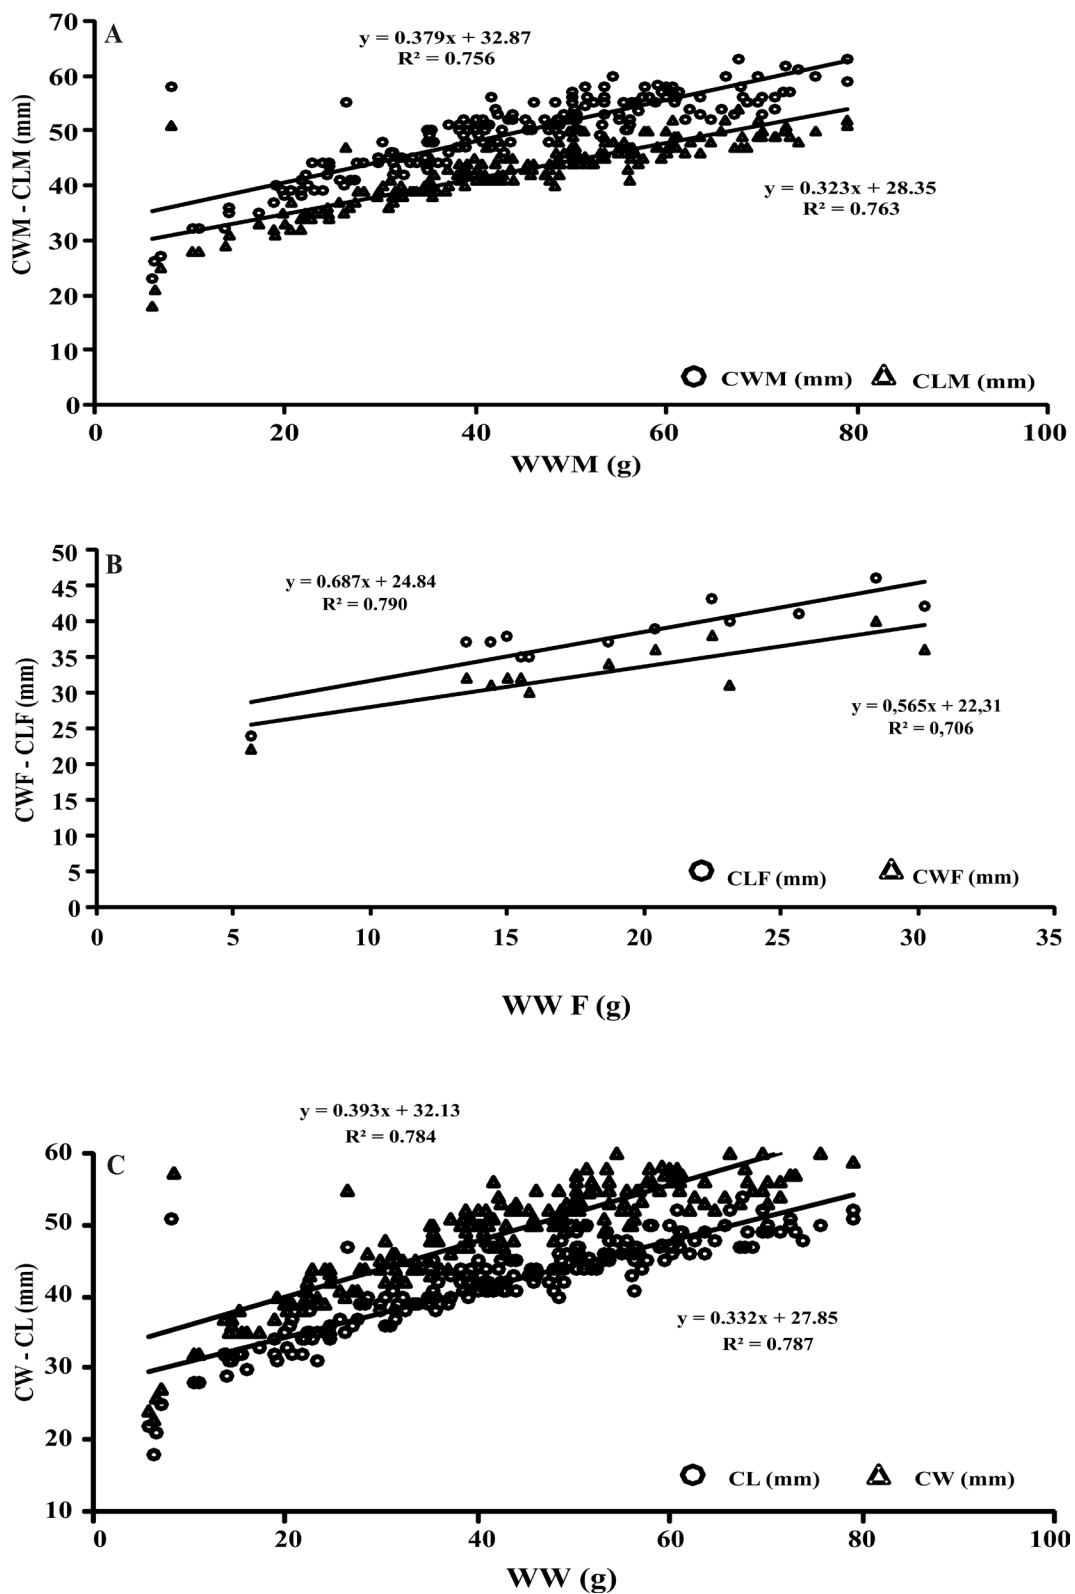 A
y = 0.379x + 32.87
R² = 0.756
70
60
50
40
30
20
10
0
CWM - CLM (mm)
y = 0.323x + 28.35
R² = 0.763
CWM (mm) CLM (mm)
0 20 40 60 80 100
WWM (g)
B
y = 0.687x + 24.84
R² = 0.790
50
45
40
35
30
25
20
15
10
5
0
CWF - CLF (mm)
y = 0,565x + 22,31
R² = 0,706
CLF (mm) CWF (mm)
0 5 10 15 20 25 30 35
WW F (g)
y = 0.393x + 32.13
R² = 0.784
C
60
50
40
30
20
10
CW - CL (mm)
y = 0.332x + 27.85
R² = 0.787
CL (mm) CW (mm)
0 20 40 60 80 100
WW (g)